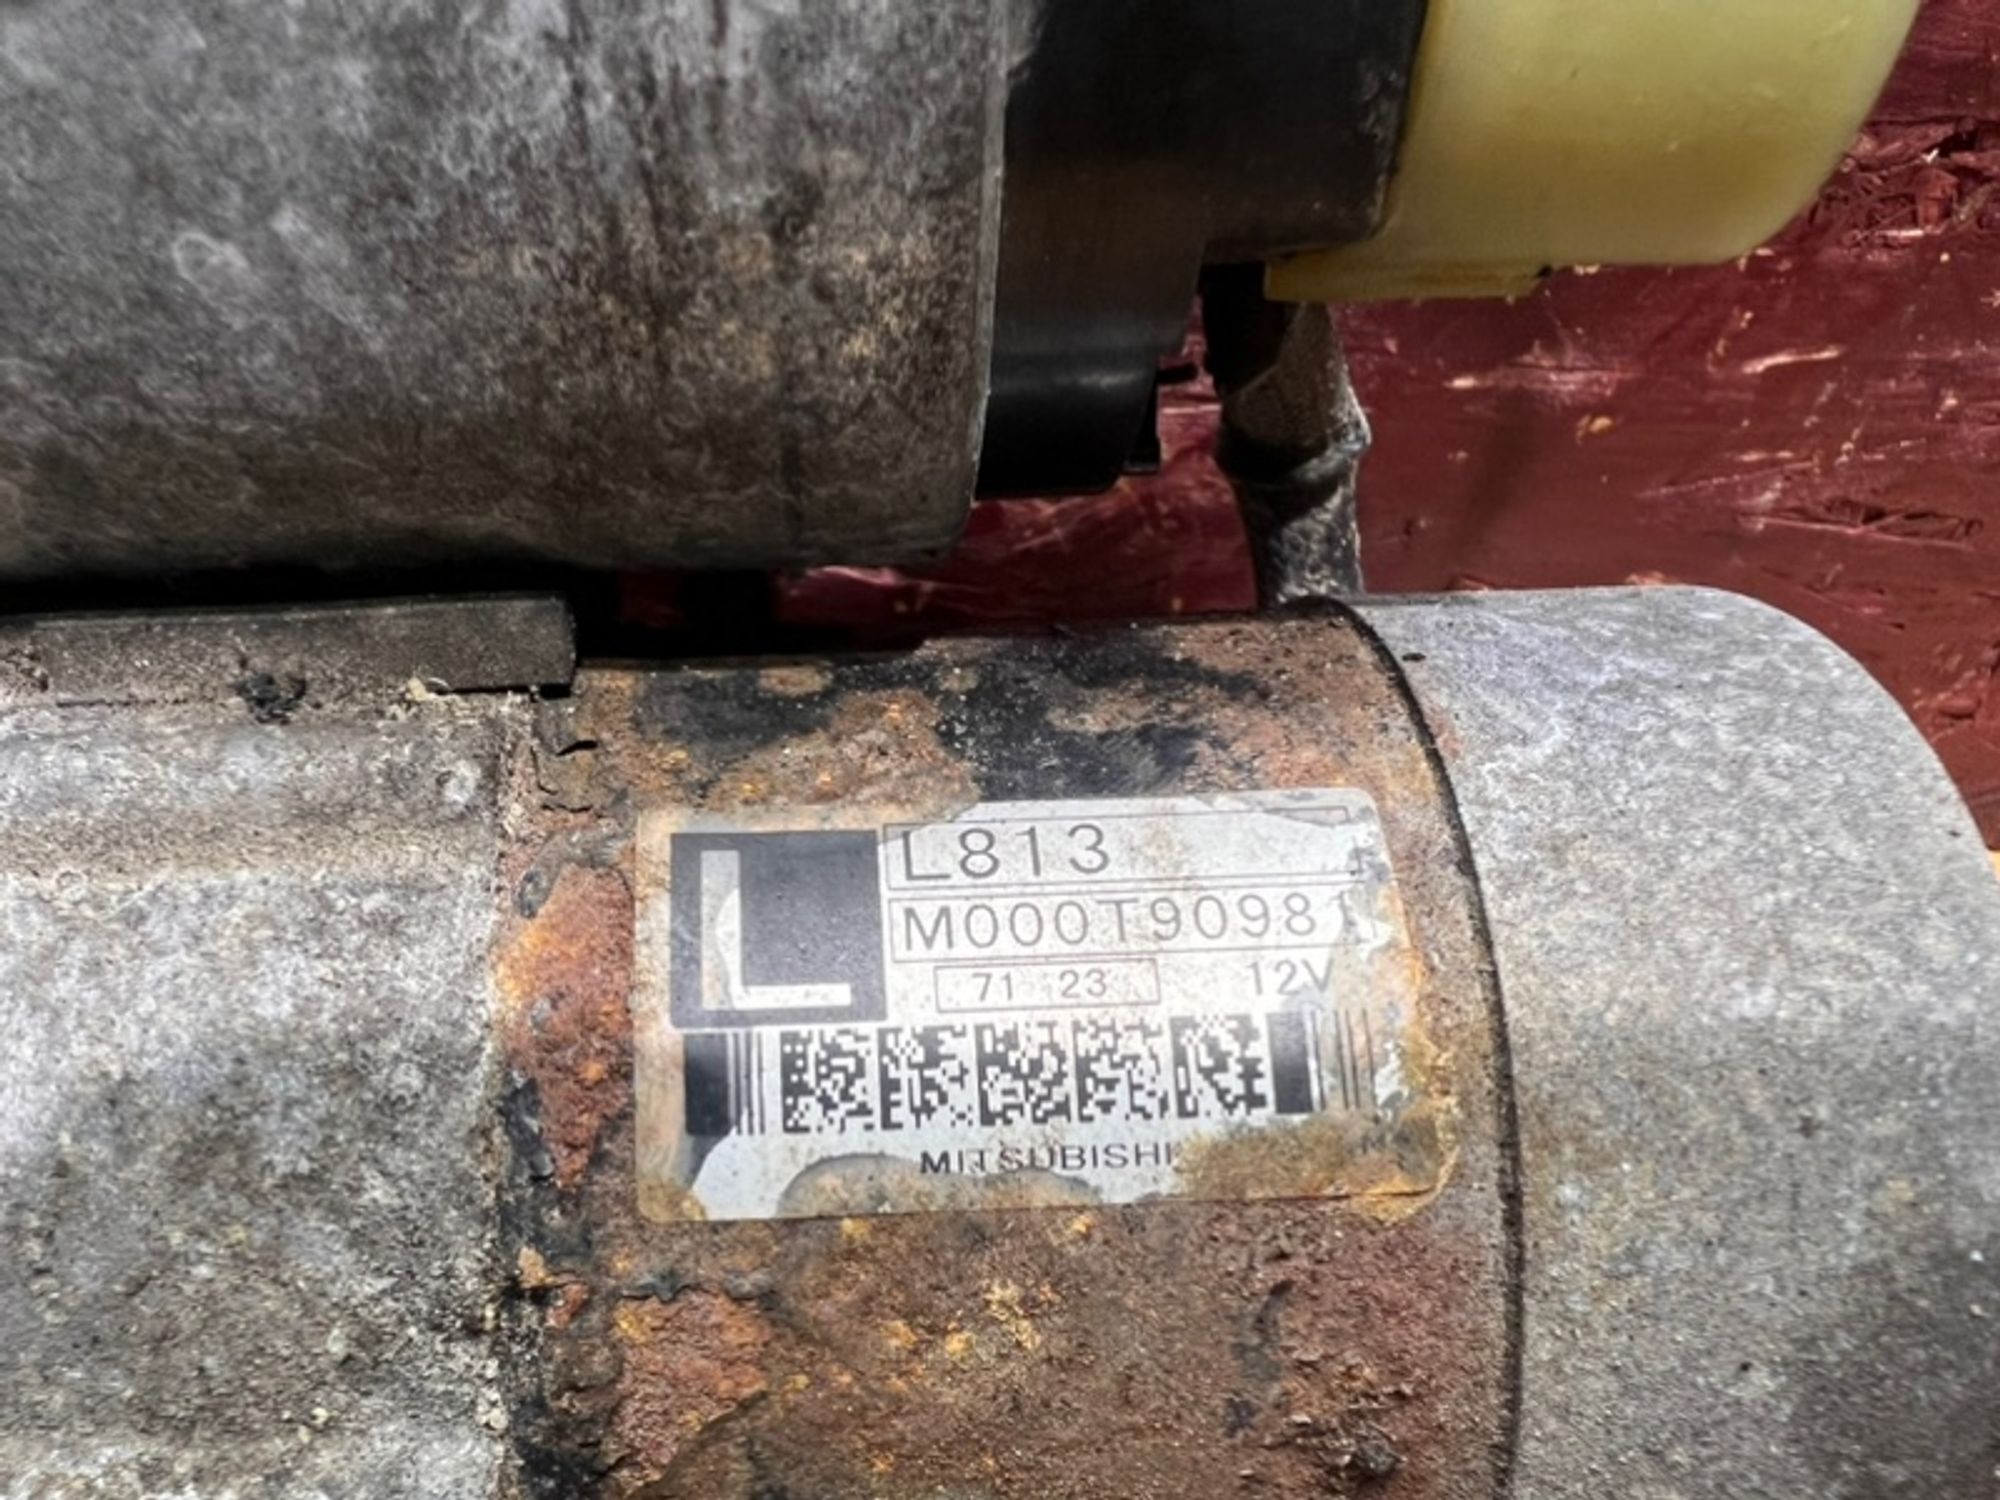 L
L813
M000T90981
71 23 12V
MITSUBISHI